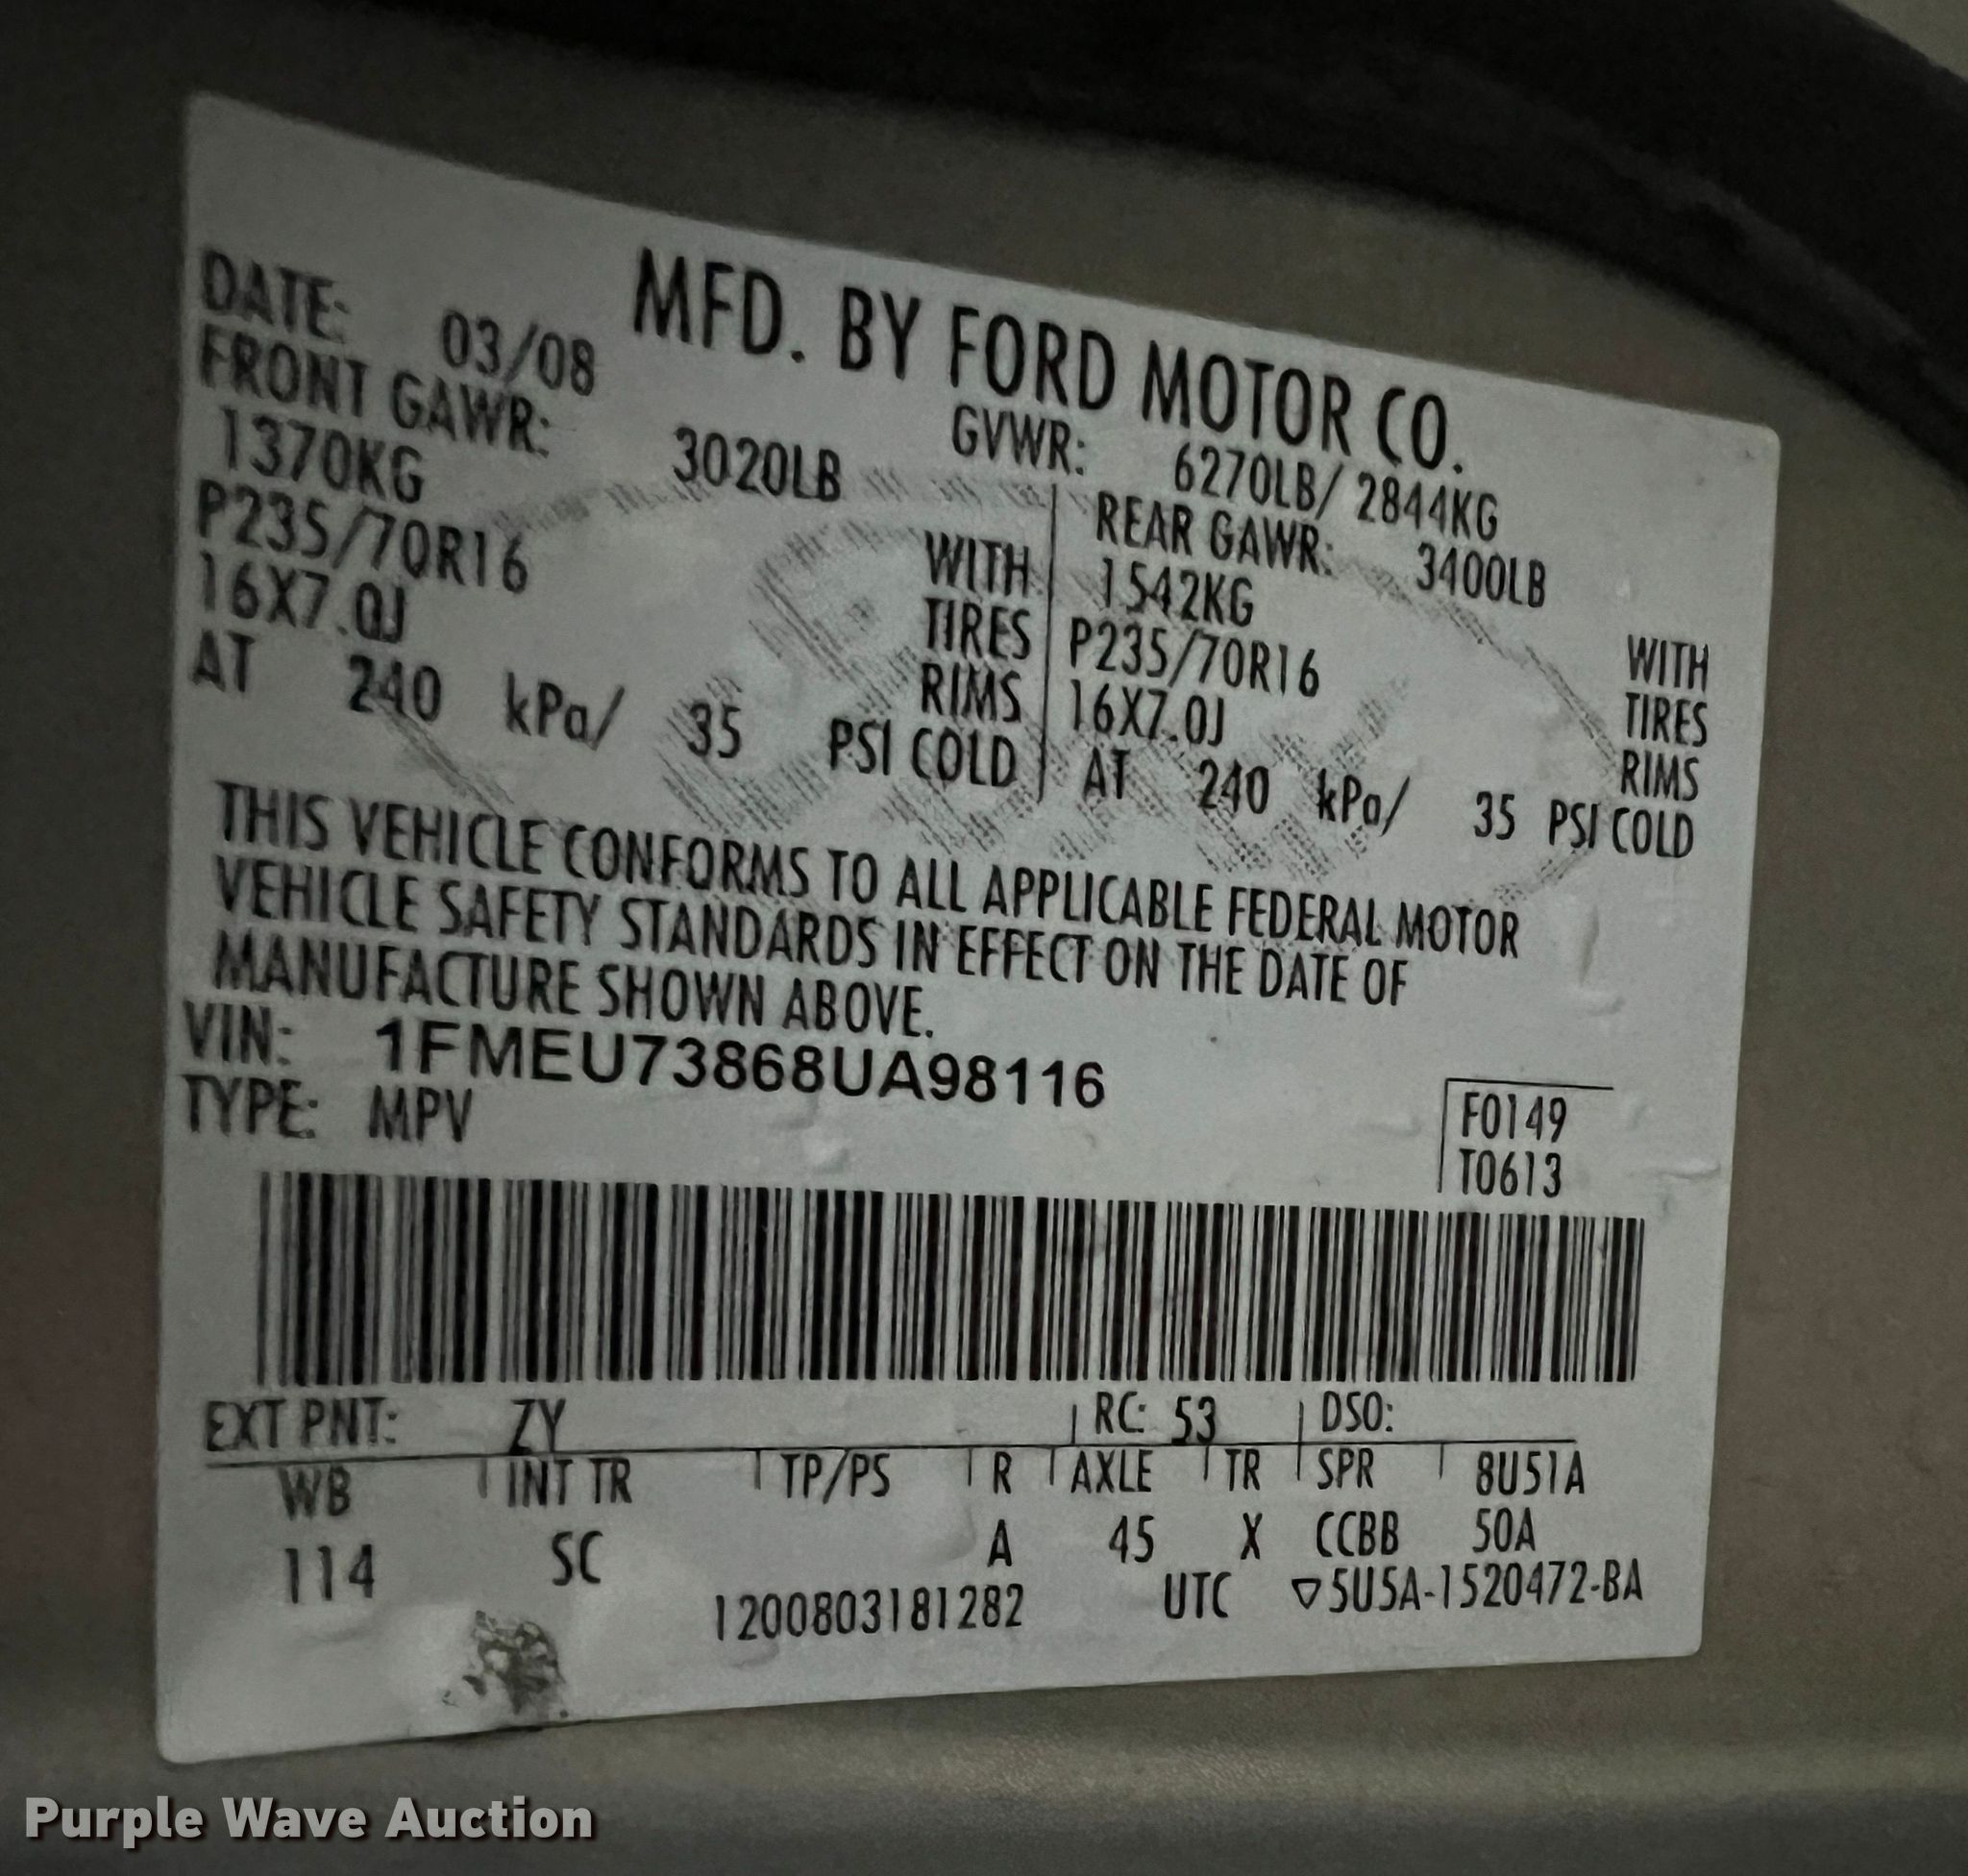 MFD. BY FORD MOTOR CO.
DATE: 03/08 GVWR: 6270LB/ 2844KG
FRONT GAWR: 3020LB REAR GAWR: 3400LB
1370KG WITH 1542KG WITH
P235/70R16 TIRES P235/70R16 TIRES
16X7.0J RIMS 16X7.0J RIMS
AT 240 kPa/ 35 PSI COLD AT 240 kPa/ 35 PSI COLD
THIS VEHICLE CONFORMS TO ALL APPLICABLE FEDERAL MOTOR
VEHICLE SAFETY STANDARDS IN EFFECT ON THE DATE OF
MANUFACTURE SHOWN ABOVE.
VIN: 1FMEU73868UA98116
TYPE: MPV
F0149
T0613
EXT PNT: ZY RC: 53 DSO:
WB INT TR TP/PS R AXLE TR SPR 8U51A
114 SC A 45 X CCBB 50A
1200803181282 UTC ▽5U5A-1520472-BA
Purple Wave Auction